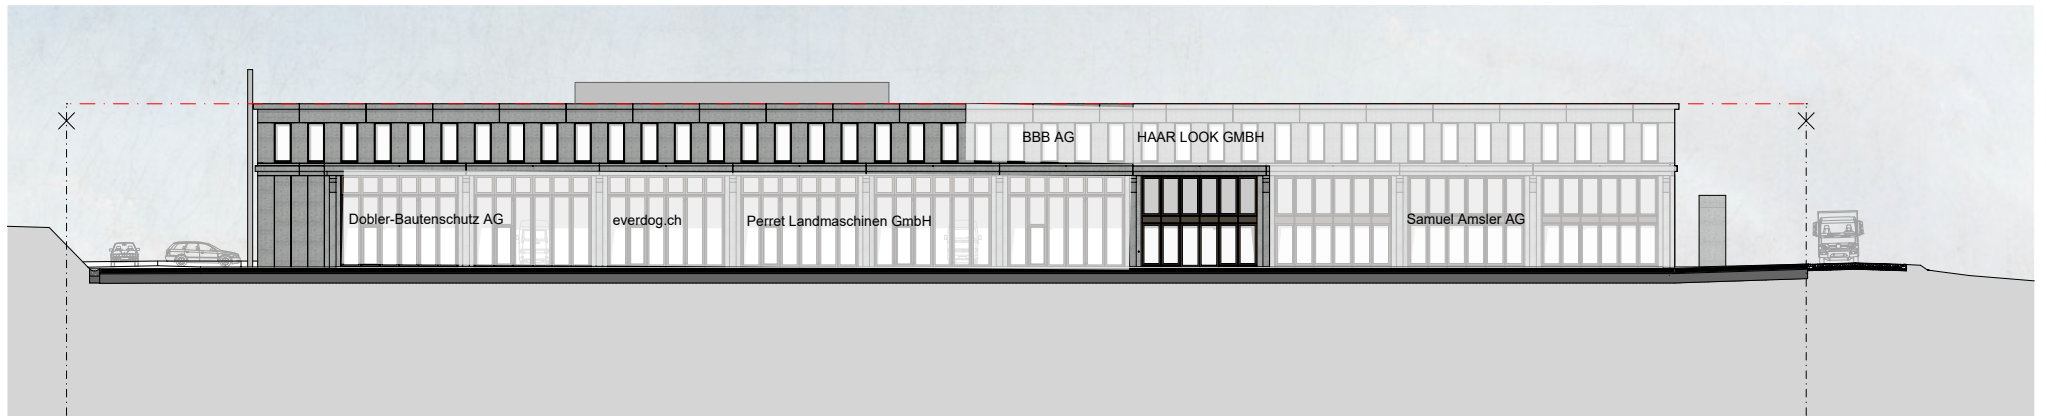 BBB AG
HAAR LOOK GMBH
Dobler-Bautenschutz AG
everdog.ch
Perret Landmaschinen GmbH
Samuel Amsler AG